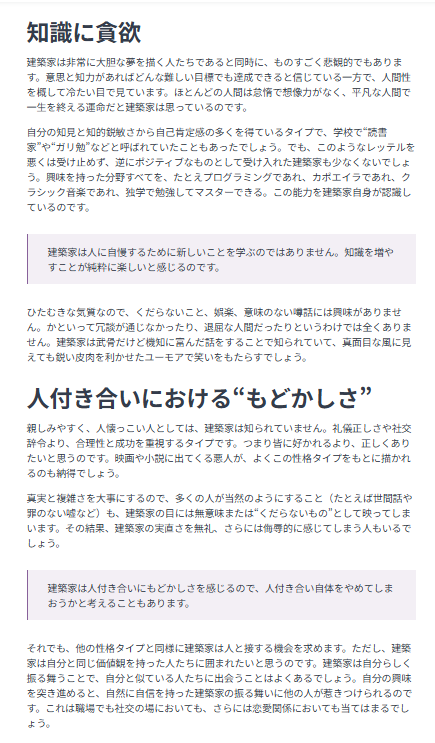 知識に貪欲
建築家は非常に大胆な夢を描く人たちであると同時に、ものすごく悲観的でもありま
す。意思と知力があればどんな難しい目標でも達成できると信じている一方で、人間性
を概して冷たい目で見ています。ほとんどの人間は怠惰で想像力がなく、平凡な人間で
一生を終える運命だと建築家は思っているのです。
自分の知見と知的鋭敏さから自己肯定感の多くを得ているタイプで、学校で“読書
家”や“ガリ勉”などと呼ばれていたこともあったでしょう。でも、このようなレッテルを
悪くは受け止めず、逆にポジティブなものとして受け入れた建築家も少なくないでしょ
う。興味を持った分野すべてを、たとえプログラミングであれ、カポエイラであれ、ク
ラシック音楽であれ、独学で勉強してマスターできる。この能力を建築家自身が認識し
ているのです。
建築家は人に自慢するために新しいことを学ぶのではありません。知識を増や
すことが純粋に楽しいと感じるのです。
ひたむきな気質なので、くだらないこと、娯楽、意味のない噂話には興味がありませ
ん。かといって冗談が通じなかったり、退屈な人間だったりというわけでは全くありま
せん。建築家は武骨だけど機知に富んだ話をすることで知られていて、真面目な風に見
えても鋭い皮肉を利かせたユーモアで笑いをもたらすでしょう。
人付き合いにおける“もどかしさ”
親しみやすく、人懐っこい人としては、建築家は知られていません。礼儀正しさや社交
辞令より、合理性と成功を重視するタイプです。つまり皆に好かれるより、正しくあり
たいと思うのです。映画や小説に出てくる悪人が、よくこの性格タイプをもとに描かれ
るのも納得でしょう。
真実と複雑さを大事にするので、多くの人が当然のようにすること（たとえば世間話や
罪のない嘘など）も、建築家の目には無意味または“くだらないもの”として映ってしま
います。その結果、建築家の実直さを無礼、さらには侮辱的に感じてしまう人もいるで
しょう。
建築家は人付き合いにもどかしさを感じるので、人付き合い自体をやめてしま
おうかと考えることもあります。
それでも、他の性格タイプと同様に建築家は人と接する機会を求めます。ただし、建築
家は自分と同じ価値観を持った人たちに囲まれたいと思うのです。建築家は自分らしく
振る舞うことで、自分と似ている人たちに出会うことはよくあるでしょう。自分の興味
を突き進めると、自然に自信を持った建築家の振る舞いに他の人が惹きつけられるので
す。これは職場でも社交の場においても、さらには恋愛関係においても当てはまるでし
ょう。